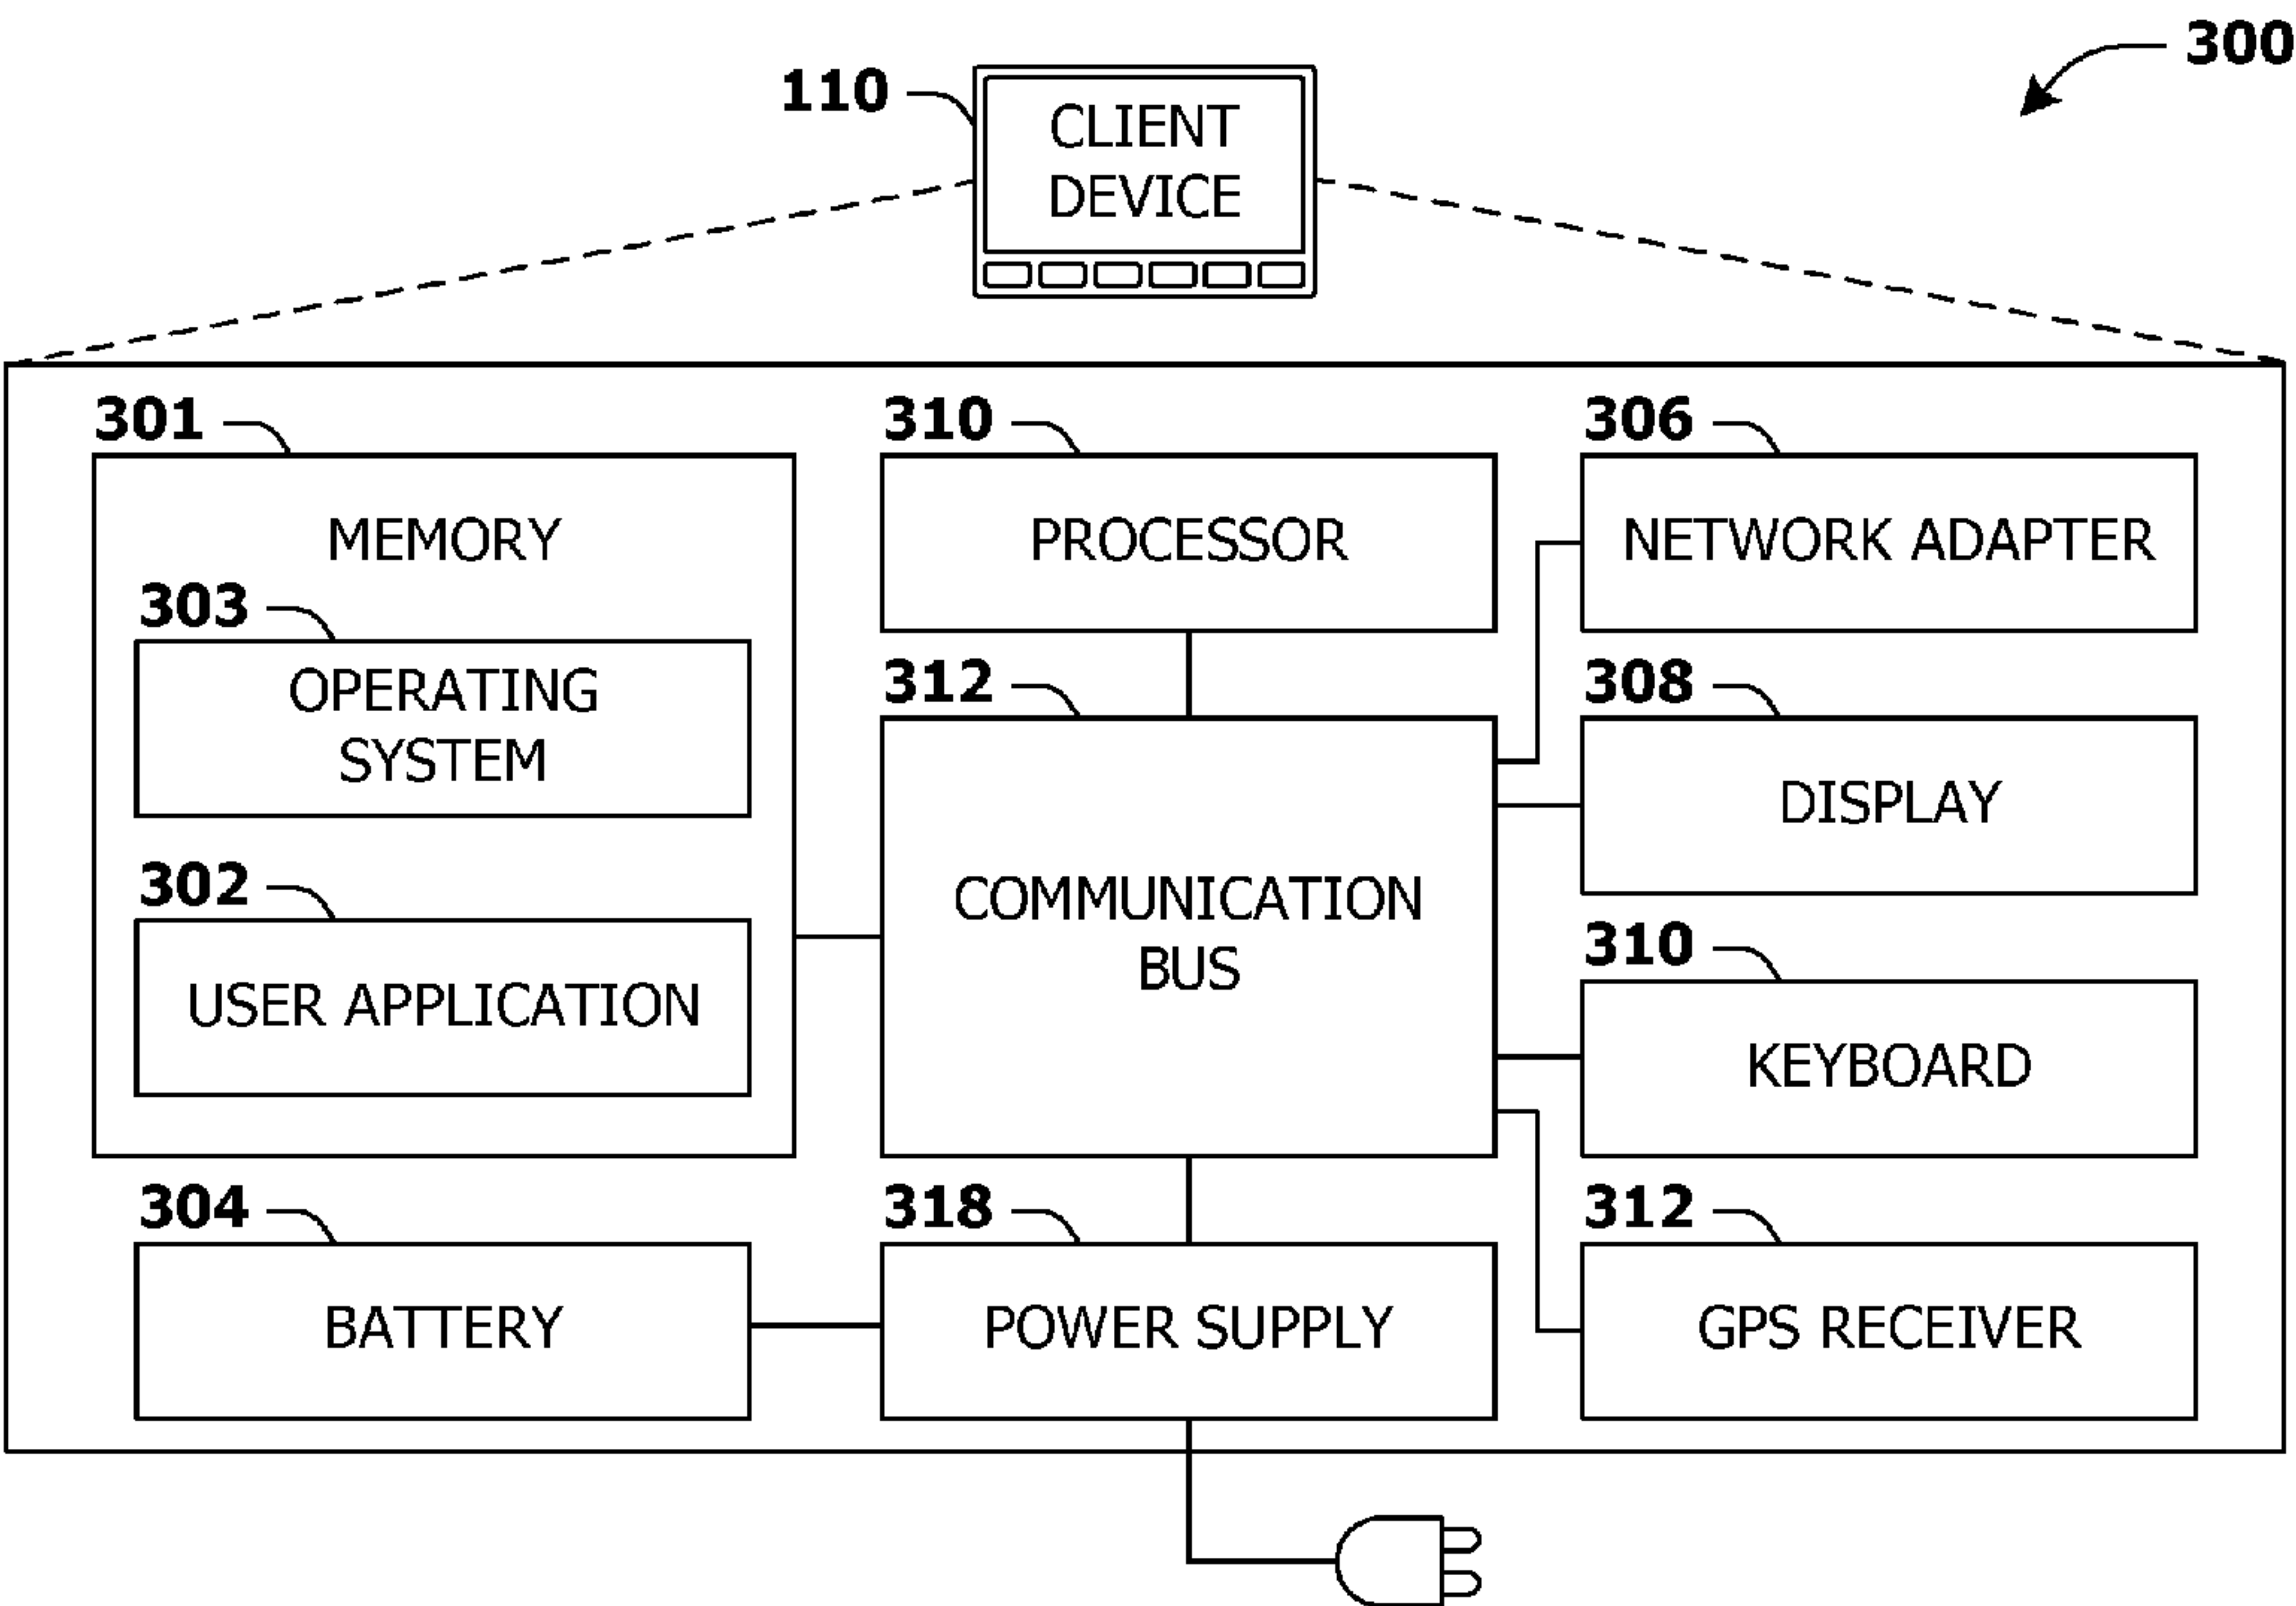 300
110
CLIENT
DEVICE
301
MEMORY
303
OPERATING
SYSTEM
302
USER APPLICATION
304
BATTERY
310
PROCESSOR
312
COMMUNICATION
BUS
318
POWER SUPPLY
306
NETWORK ADAPTER
308
DISPLAY
310
KEYBOARD
312
GPS RECEIVER